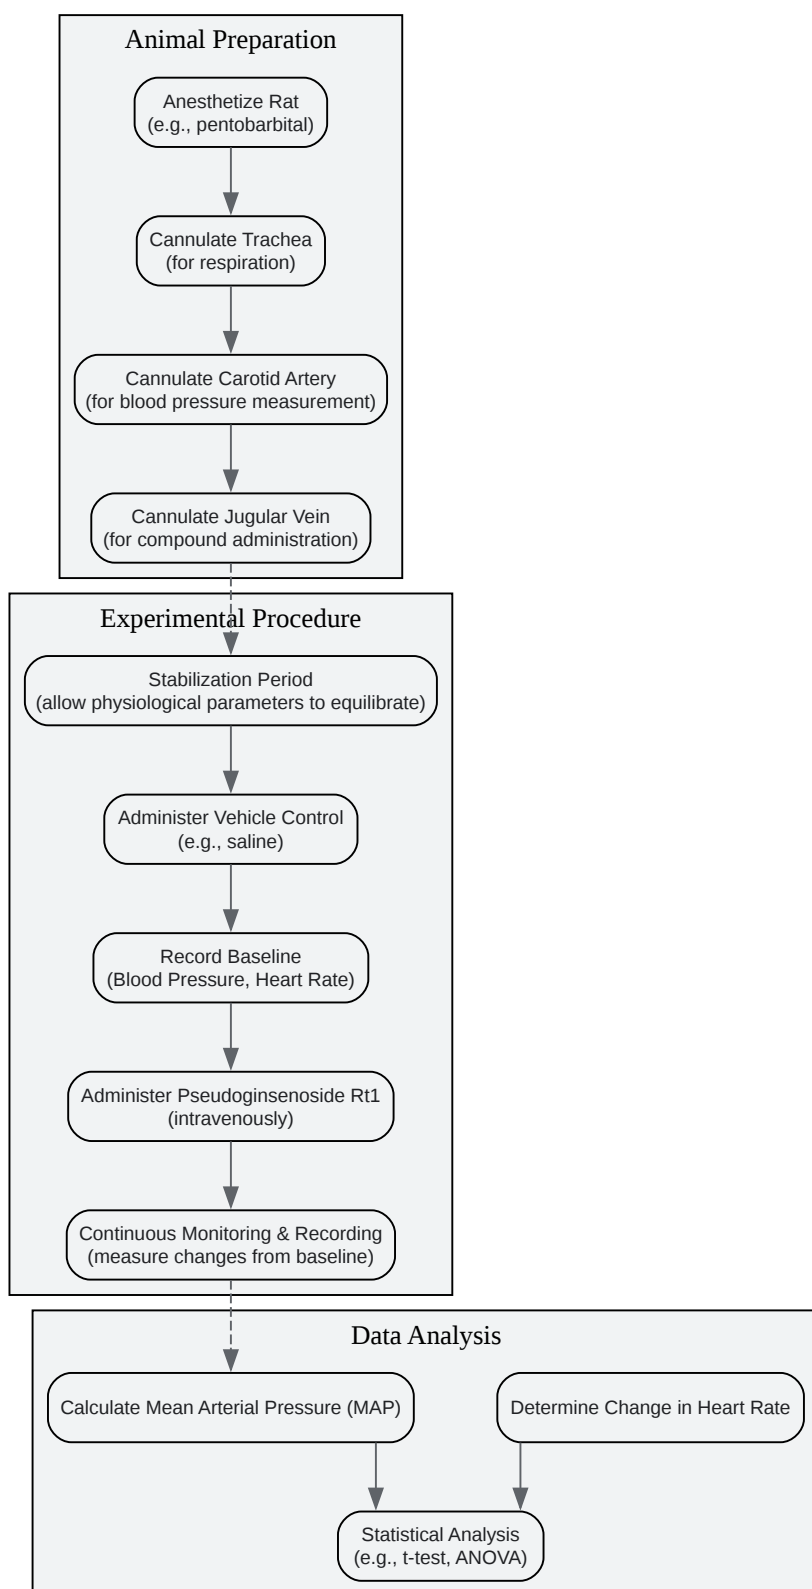 Animal Preparation
Anesthetize Rat
(e.g., pentobarbital)
Cannulate Trachea
(for respiration)
Cannulate Carotid Artery
(for blood pressure measurement)
Cannulate Jugular Vein
(for compound administration)
Experimental Procedure
Stabilization Period
(allow physiological parameters to equilibrate)
Administer Vehicle Control
(e.g., saline)
Record Baseline
(Blood Pressure, Heart Rate)
Administer Pseudoginsenoside Rt1
(intravenously)
Continuous Monitoring & Recording
(measure changes from baseline)
Data Analysis
Calculate Mean Arterial Pressure (MAP)
Determine Change in Heart Rate
Statistical Analysis
(e.g., t-test, ANOVA)